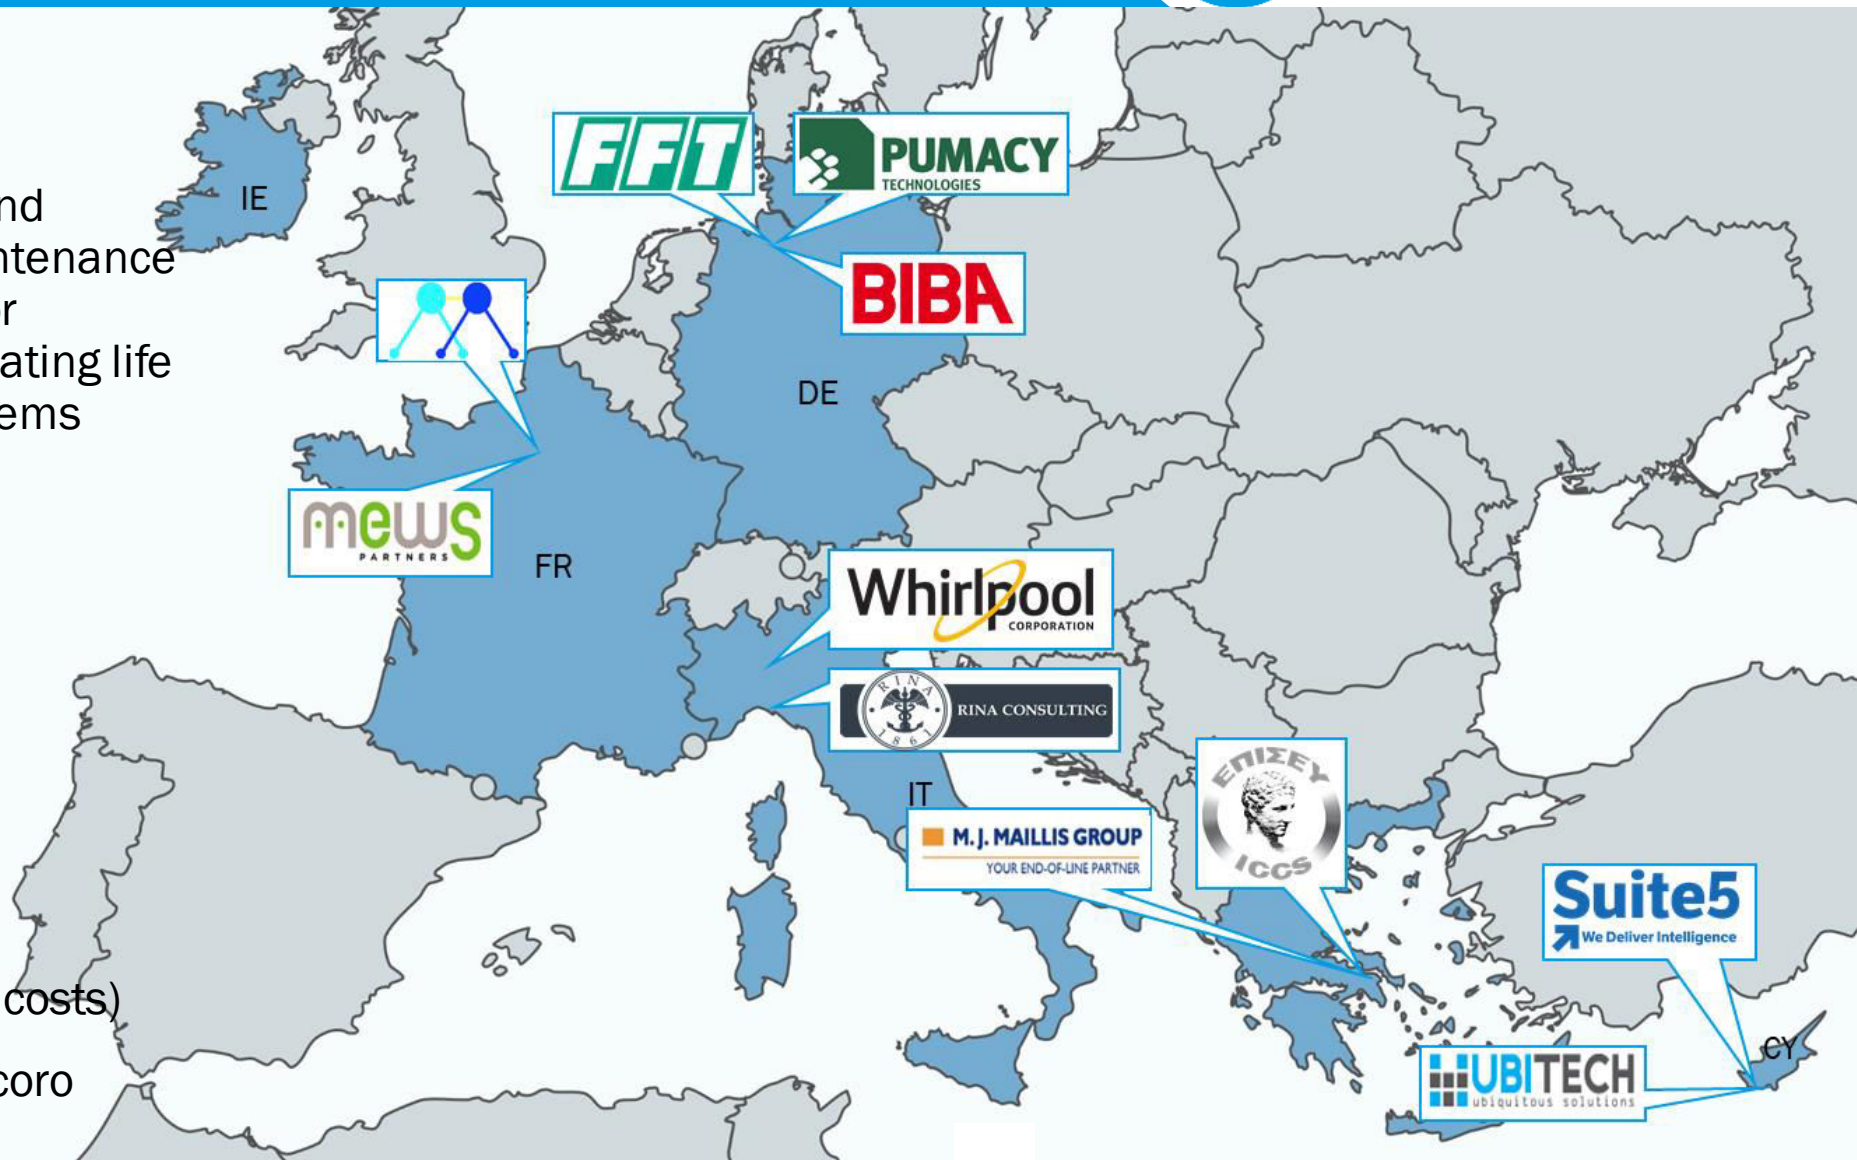 nd
ntenance
r
ating life
ems
costs)
coro
IE
DE
FR
IT
CY
FFT
PUMACY
TECHNOLOGIES
BIBA
mews
PARTNERS
Whirlpool
CORPORATION
RINA
1861
RINA CONSULTING
M. J. MAILLIS GROUP
YOUR END-OF-LINE PARTNER
ΕΠΙΣΕΥ
ICCS
Suite5
We Deliver Intelligence
UBITECH
ubiquitous solutions